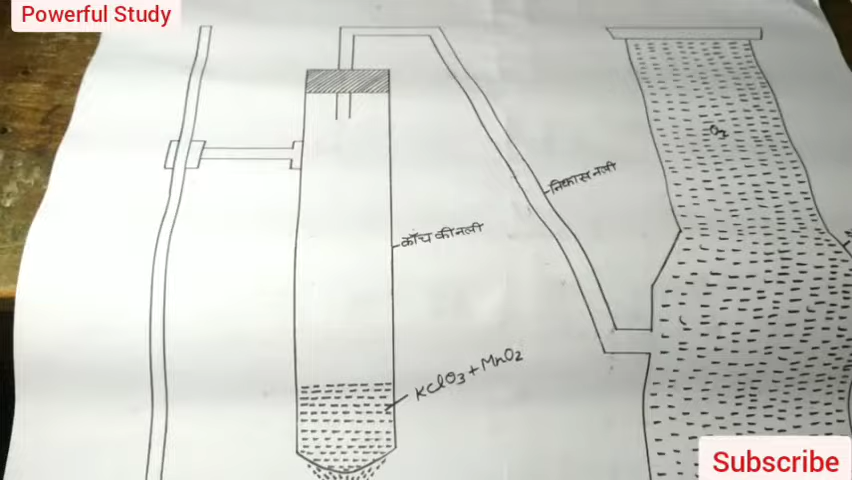 Powerful Study
O₂
निकास नली
काँच की नली
KClO₃ + MnO₂
Subscribe